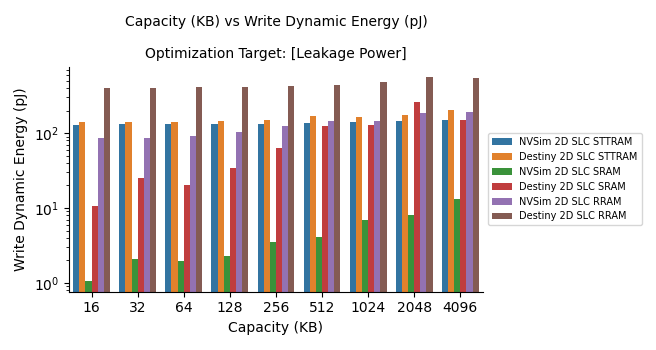 Capacity (KB) vs Write Dynamic Energy (pJ)
Optimization Target: [Leakage Power]
Write Dynamic Energy (pJ)
10²
10¹
10⁰
16 32 64 128 256 512 1024 2048 4096
Capacity (KB)
NVSim 2D SLC STTRAM
Destiny 2D SLC STTRAM
NVSim 2D SLC SRAM
Destiny 2D SLC SRAM
NVSim 2D SLC RRAM
Destiny 2D SLC RRAM